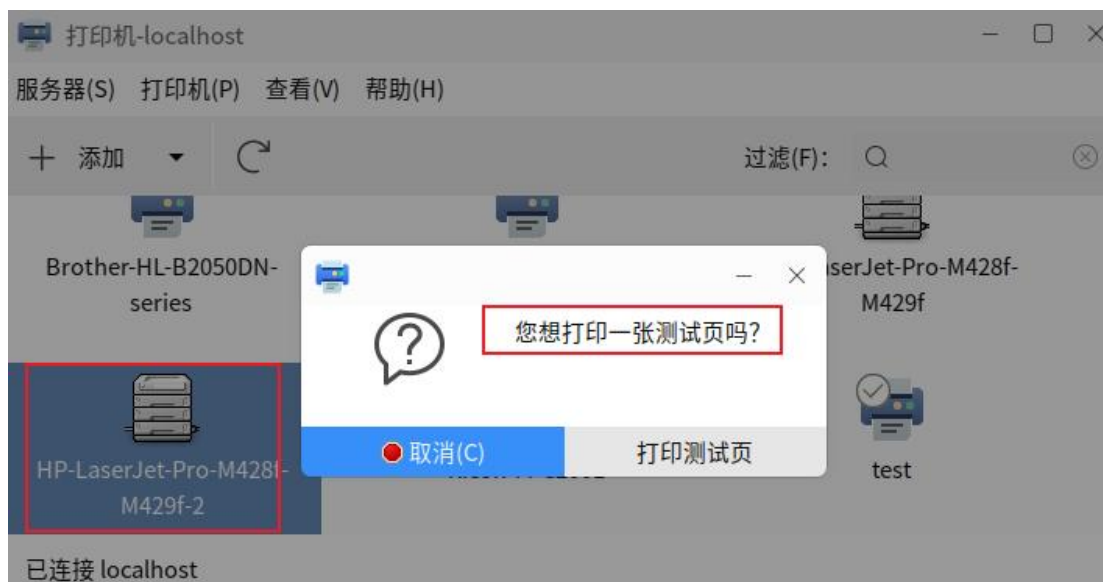 打印机-localhost
服务器(S) 打印机(P) 查看(V) 帮助(H)
添加
过滤(F):
Brother-HL-B2050DN-
series
serJet-Pro-M428f-
M429f
您想打印一张测试页吗?
取消(C)
打印测试页
HP-LaserJet-Pro-M428f-
M429f-2
test
已连接 localhost